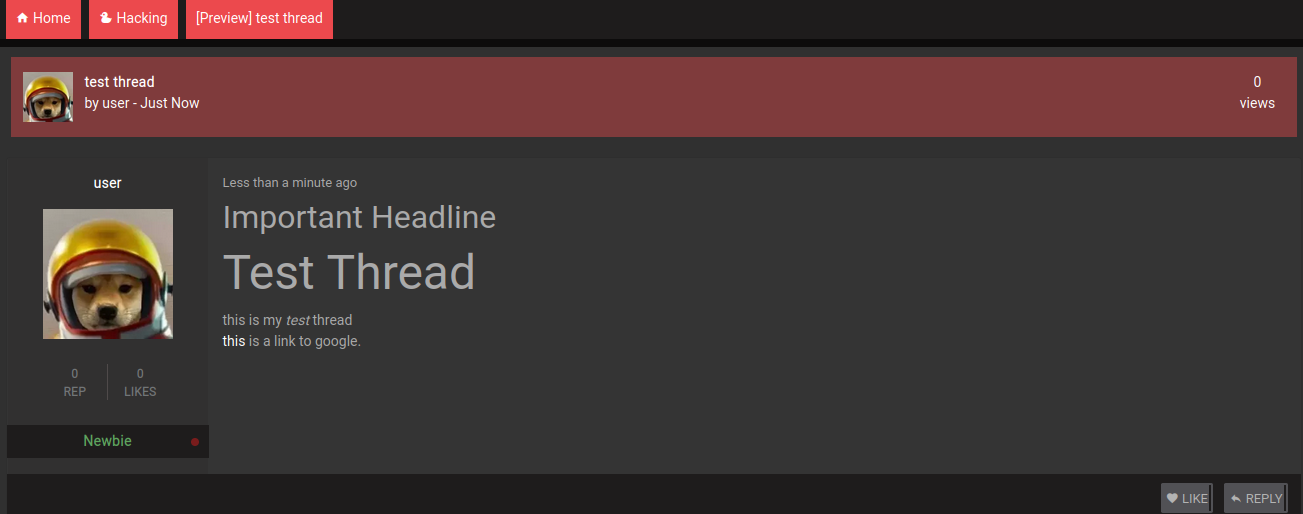 Home
Hacking
[Preview] test thread
test thread
by user - Just Now
0
views
user
0
REP
0
LIKES
Newbie
Less than a minute ago
Important Headline
Test Thread
this is my test thread
this is a link to google.
LIKE
REPLY